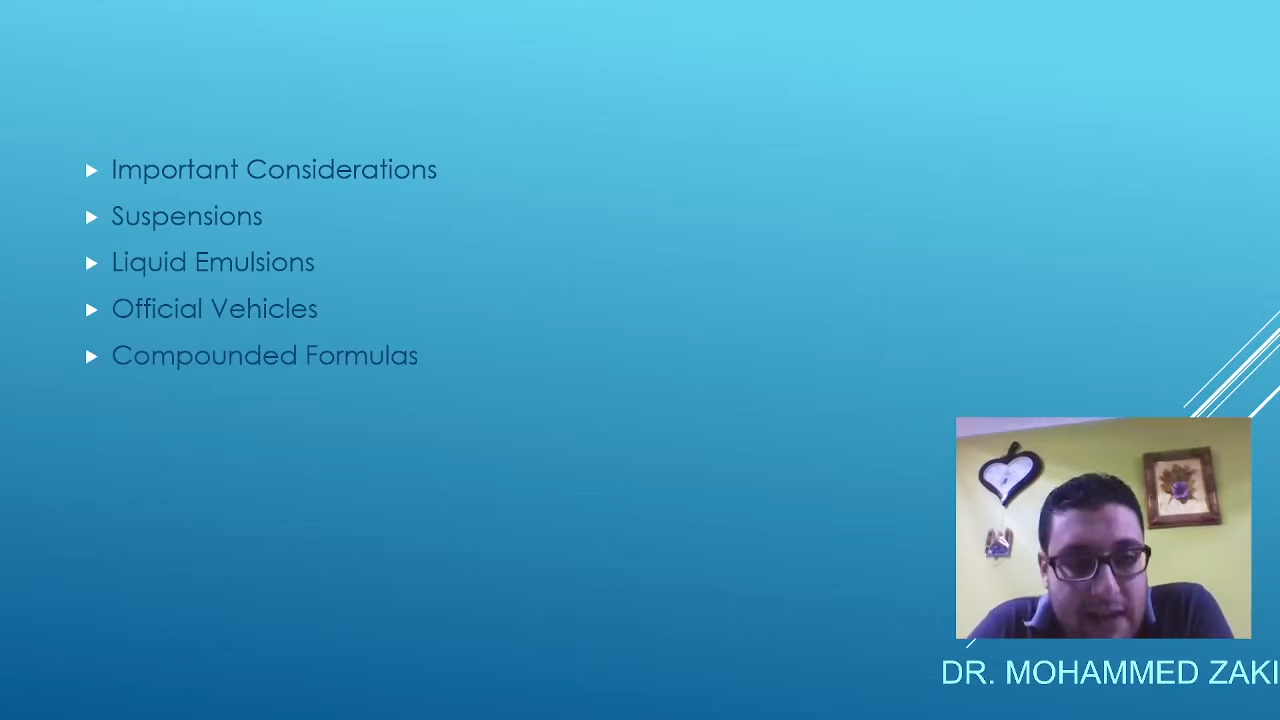 Important Considerations
Suspensions
Liquid Emulsions
Official Vehicles
Compounded Formulas
DR. MOHAMMED ZAKI